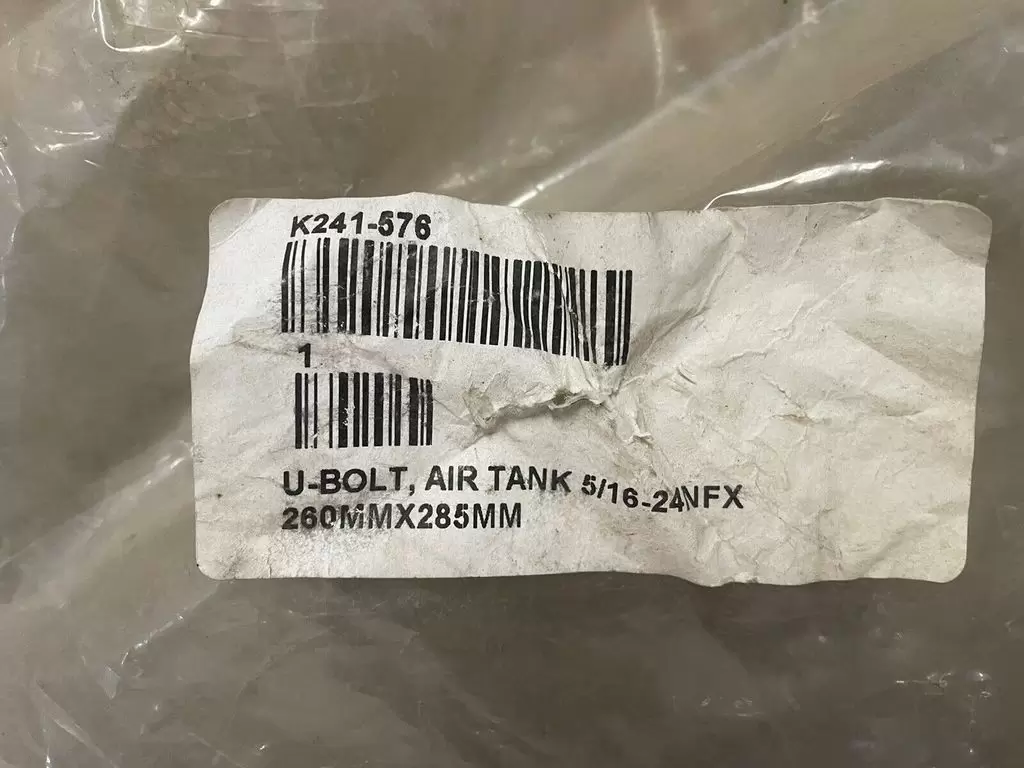 K241-576
1
U-BOLT, AIR TANK 5/16-24NFX
260MMX285MM